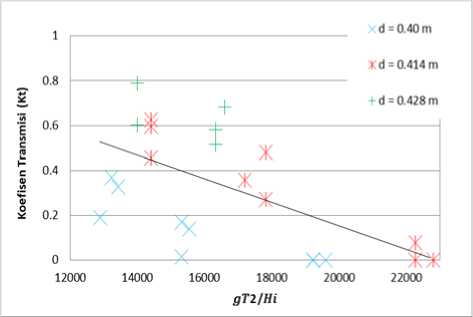 1
× d = 0.40 m
0.8
d = 0.414 m
+ d = 0.428 m
0.6
0.4
0.2
0
Koefisen Transmisi (Kt)
12000 14000 16000 18000 20000 22000
gT2/Hi